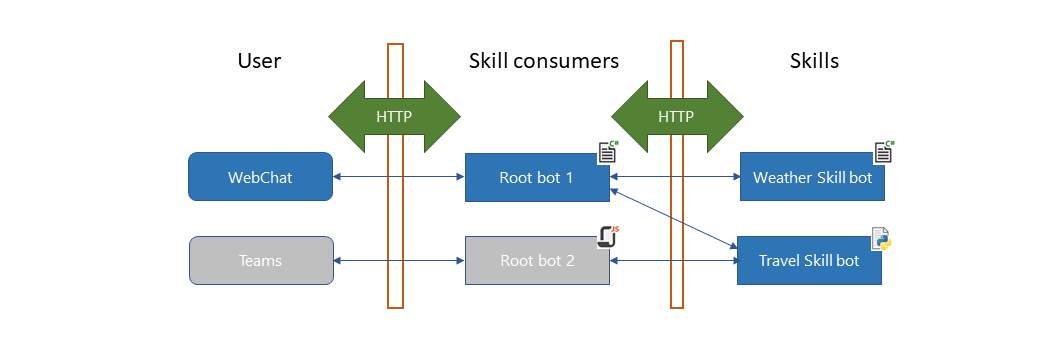 User
Skill consumers
Skills
HTTP
HTTP
C#
C#
WebChat
Root bot 1
Weather Skill bot
JS
Teams
Root bot 2
Travel Skill bot